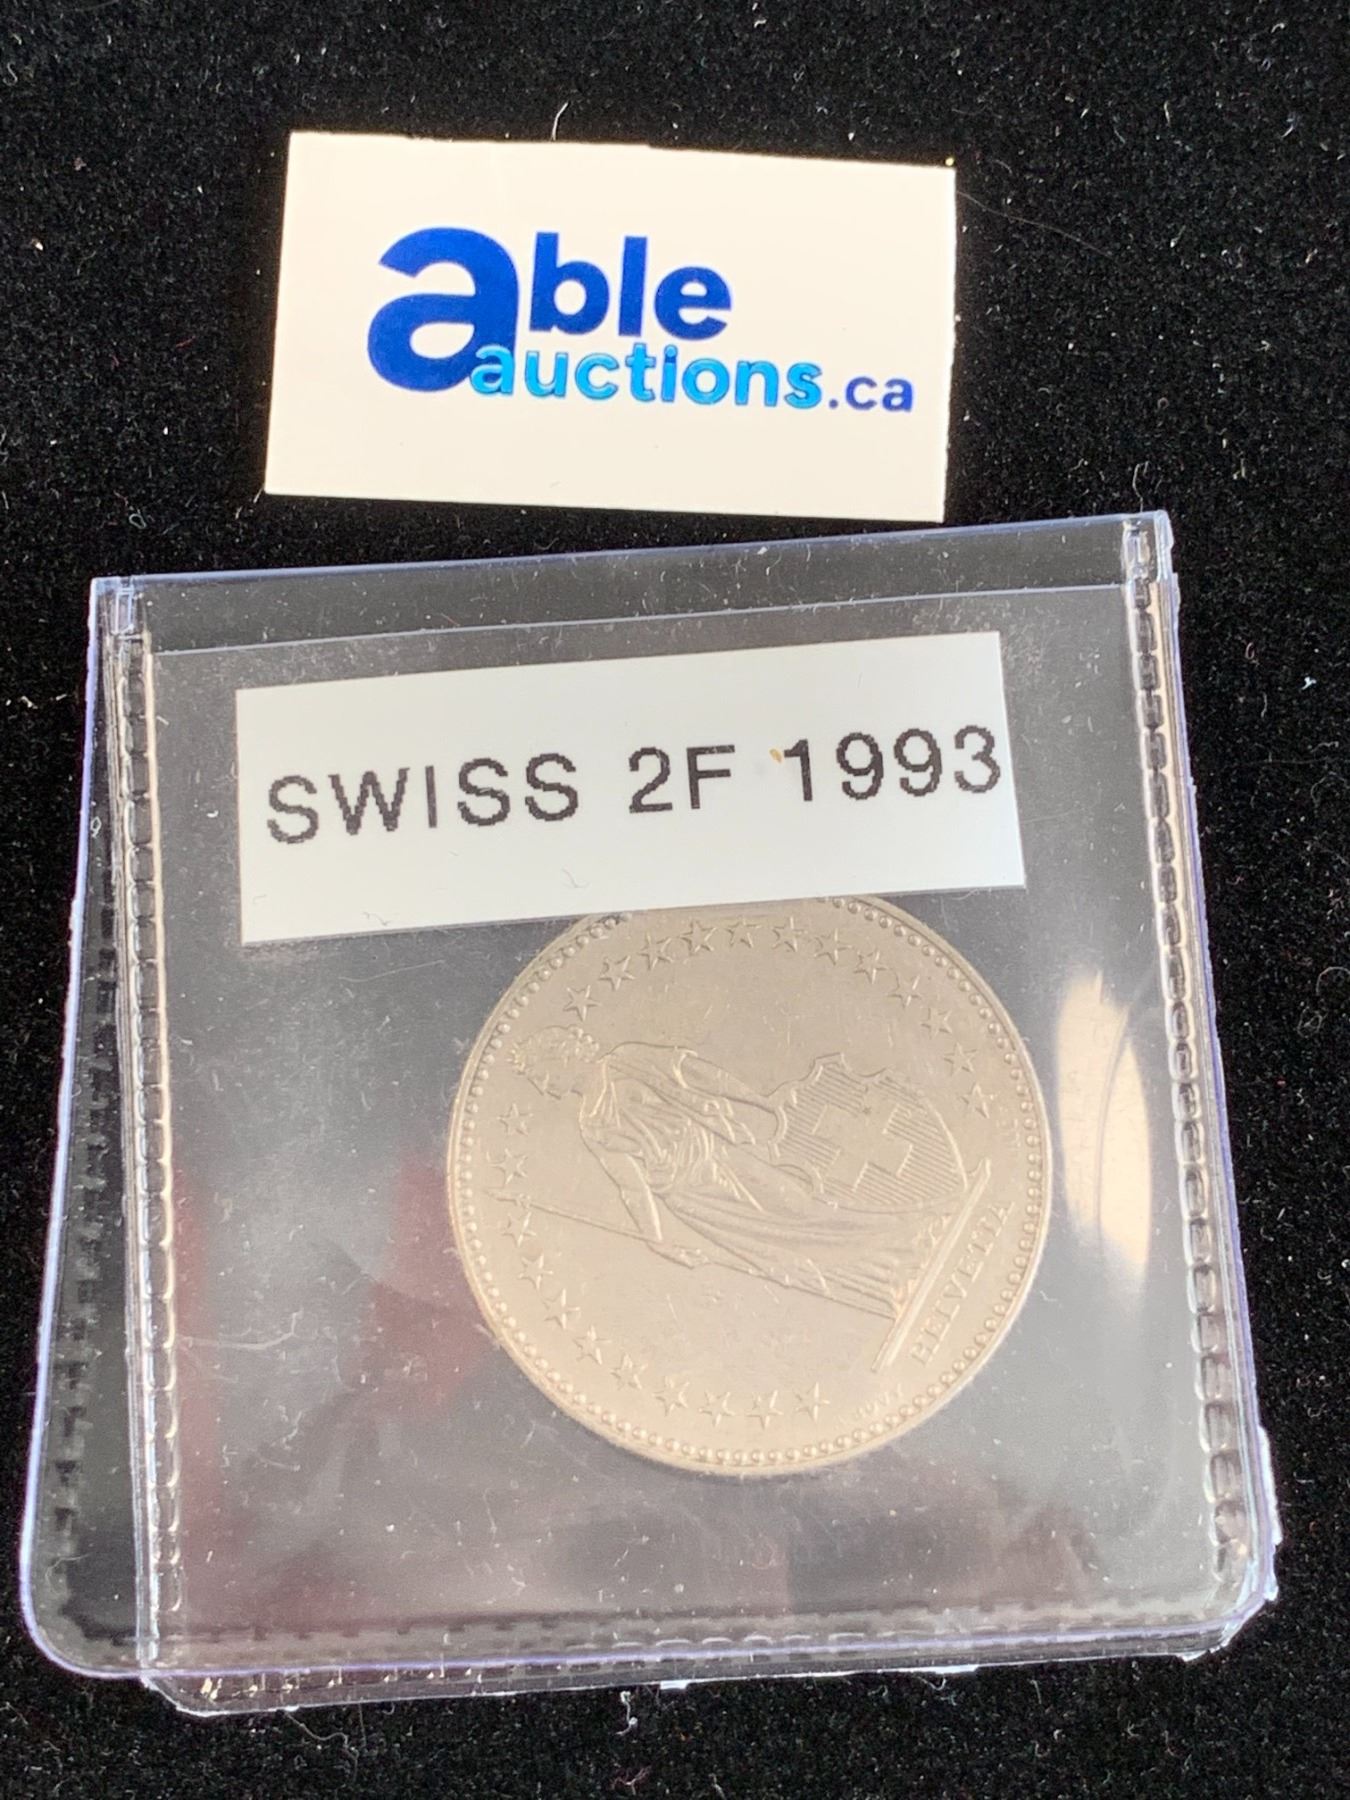 able
auctions.ca
SWISS 2F 1993
HELVETIA